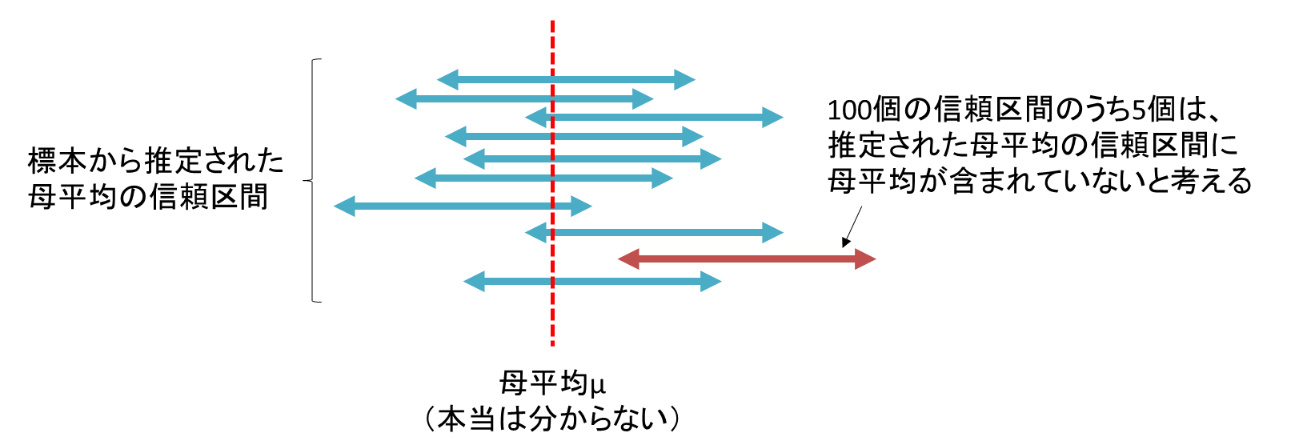 標本から推定された
母平均の信頼区間
100個の信頼区間のうち5個は、
推定された母平均の信頼区間に
母平均が含まれていないと考える
母平均μ
（本当は分からない）